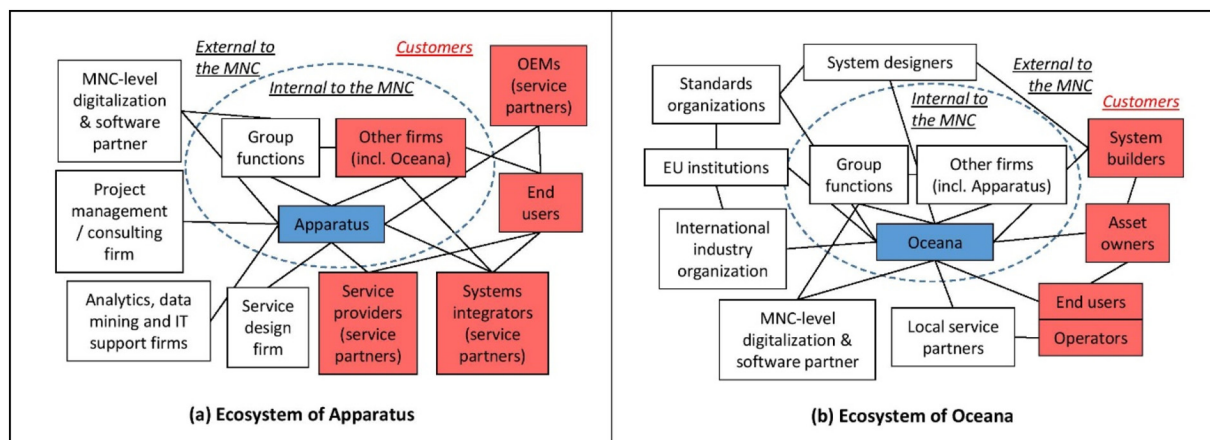 External to
the MNC
Customers
MNC-level
digitalization
& software
partner
Internal to the MNC
OEMs
(service
partners)
Group
functions
Other firms
(incl. Oceana)
Project
management
/ consulting
firm
Apparatus
End
users
Analytics, data
mining and IT
support firms
Service
design
firm
Service
providers
(service
partners)
Systems
integrators
(service
partners)
(a) Ecosystem of Apparatus
System designers
External to
the MNC
Standards
organizations
Internal to
the MNC
Customers
System
builders
EU institutions
Group
functions
Other firms
(incl. Apparatus)
International
industry
organization
Oceana
Asset
owners
MNC-level
digitalization &
software partner
Local service
partners
End users
Operators
(b) Ecosystem of Oceana